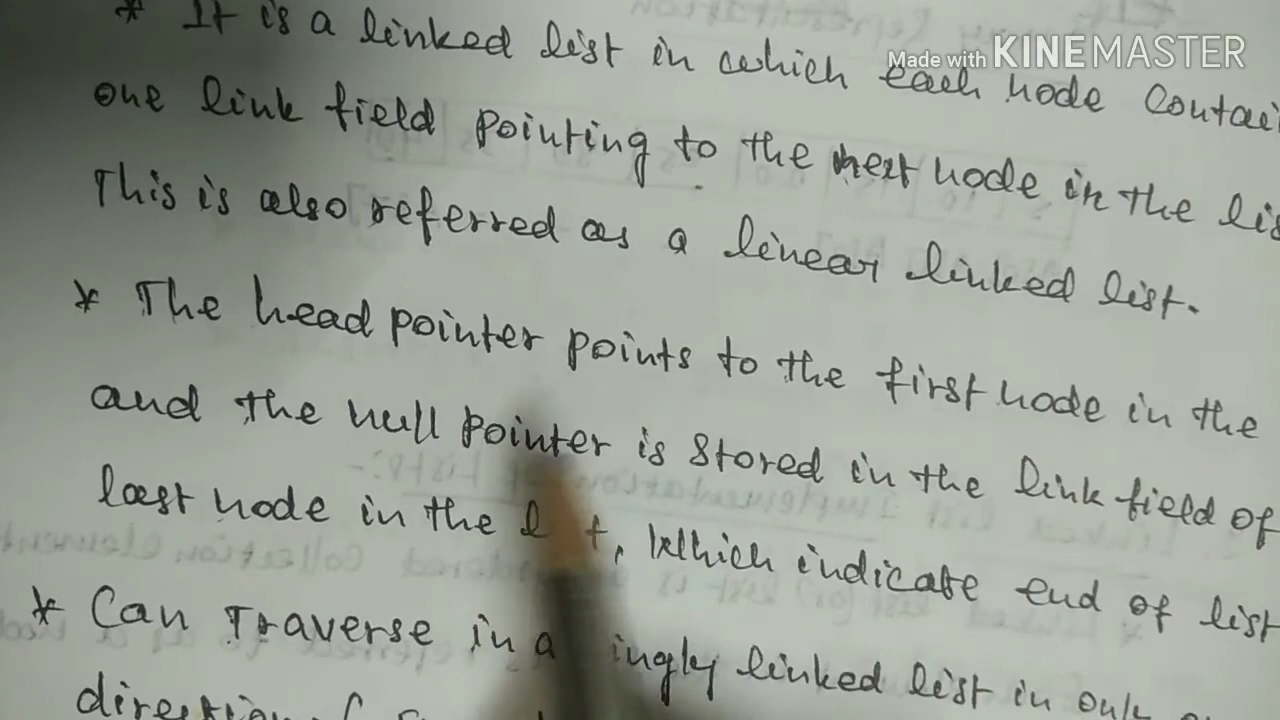 * It is a linked list in which each node contai
Made with KINEMASTER
one link field pointing to the next node in the lis
This is also referred as a linear linked list.
* The head pointer points to the first node in the
and the null pointer is stored in the link field of
last node in the l t, Which indicate end of list
* Can Traverse in a ingly linked list in only
direction